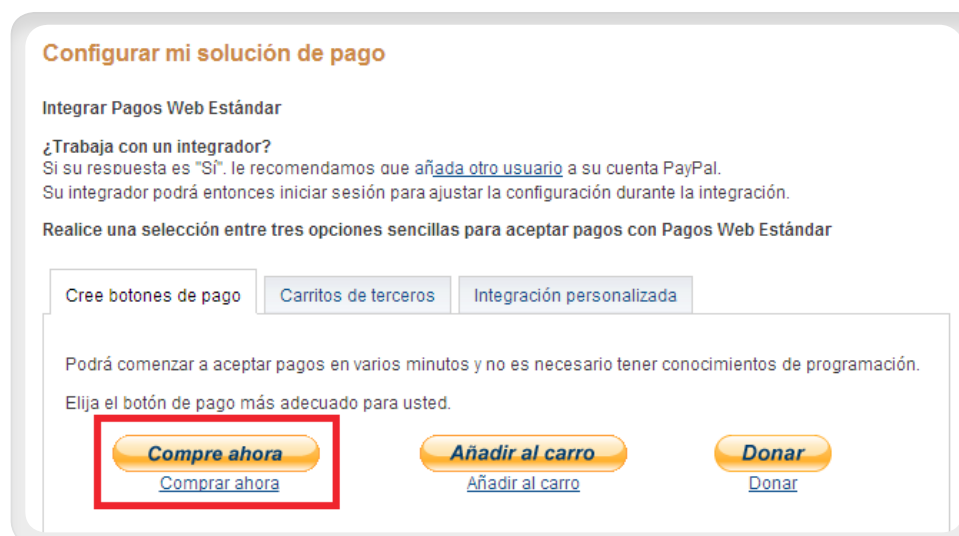 Configurar mi solución de pago
Integrar Pagos Web Estándar
¿Trabaja con un integrador?
Si su respuesta es "Sí", le recomendamos que añada otro usuario a su cuenta PayPal.
Su integrador podrá entonces iniciar sesión para ajustar la configuración durante la integración.
Realice una selección entre tres opciones sencillas para aceptar pagos con Pagos Web Estándar
Cree botones de pago Carritos de terceros Integración personalizada
Podrá comenzar a aceptar pagos en varios minutos y no es necesario tener conocimientos de programación.
Elija el botón de pago más adecuado para usted.
Compre ahora Añadir al carro Donar
Comprar ahora Añadir al carro Donar